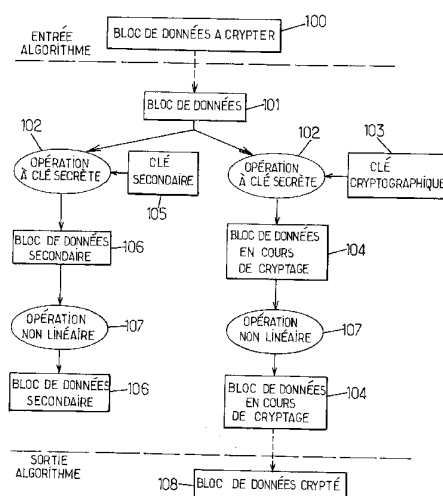 100
BLOC DE DONNÉES A CRYPTER
ENTRÉE
ALGORITHME
BLOC DE DONNÉES
101
102
OPÉRATION
À CLÉ SECRÈTE
CLÉ
SECONDAIRE
105
102
OPÉRATION
À CLÉ SECRÈTE
103
CLÉ
CRYPTOGRAPHIQUE
BLOC DE DONNÉES
SECONDAIRE
106
BLOC DE DONNÉES
EN COURS
DE CRYPTAGE
104
OPÉRATION
NON LINÉAIRE
107
OPÉRATION
NON LINÉAIRE
107
BLOC DE DONNÉES
SECONDAIRE
106
BLOC DE DONNÉES
EN COURS
DE CRYPTAGE
104
SORTIE
ALGORITHME
108
BLOC DE DONNÉES CRYPTÉ